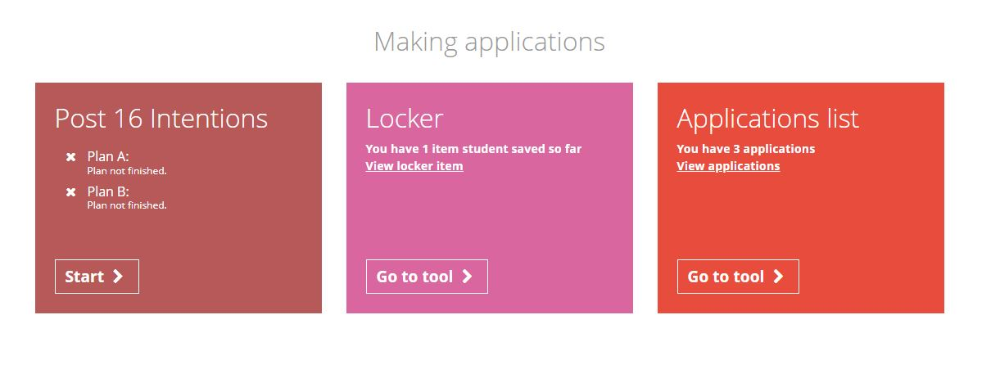 Making applications
Post 16 Intentions
✖ Plan A:
Plan not finished.
✖ Plan B:
Plan not finished.
Start
Locker
You have 1 item student saved so far
View locker item
Go to tool
Applications list
You have 3 applications
View applications
Go to tool